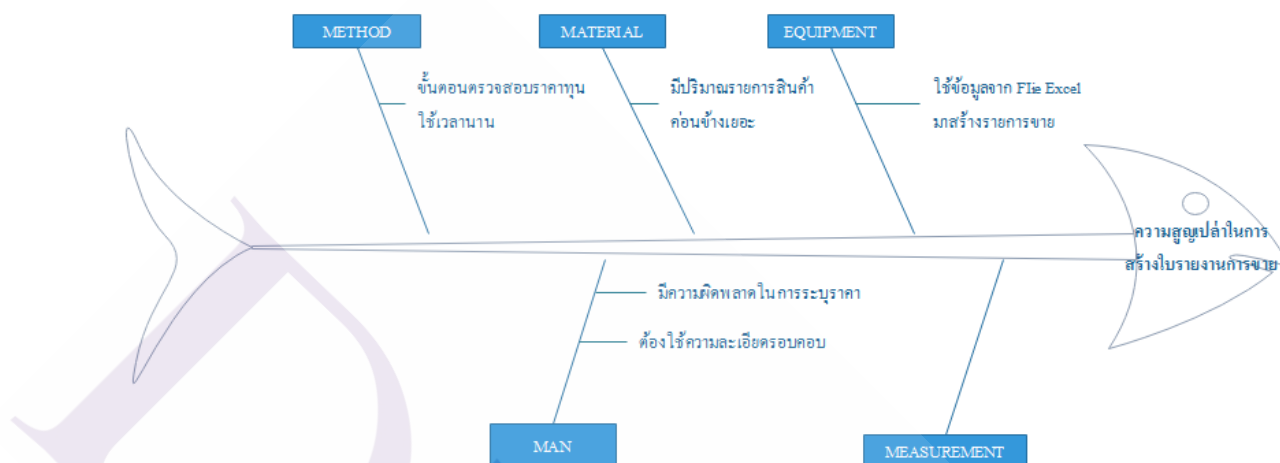 METHOD
MATERIAL
EQUIPMENT
ขั้นตอนตรวจสอบราคาทุน
ใช้เวลานาน
มีปริมาณรายการสินค้า
ค่อนข้างเยอะ
ใช้ข้อมูลจาก FIie Excel
มาสร้างรายการขาย
ความสูญเปล่าในการ
สร้างใบรายงานการขาย
มีความผิดพลาดในการระบุราคา
ต้องใช้ความละเอียดรอบคอบ
MAN
MEASUREMENT